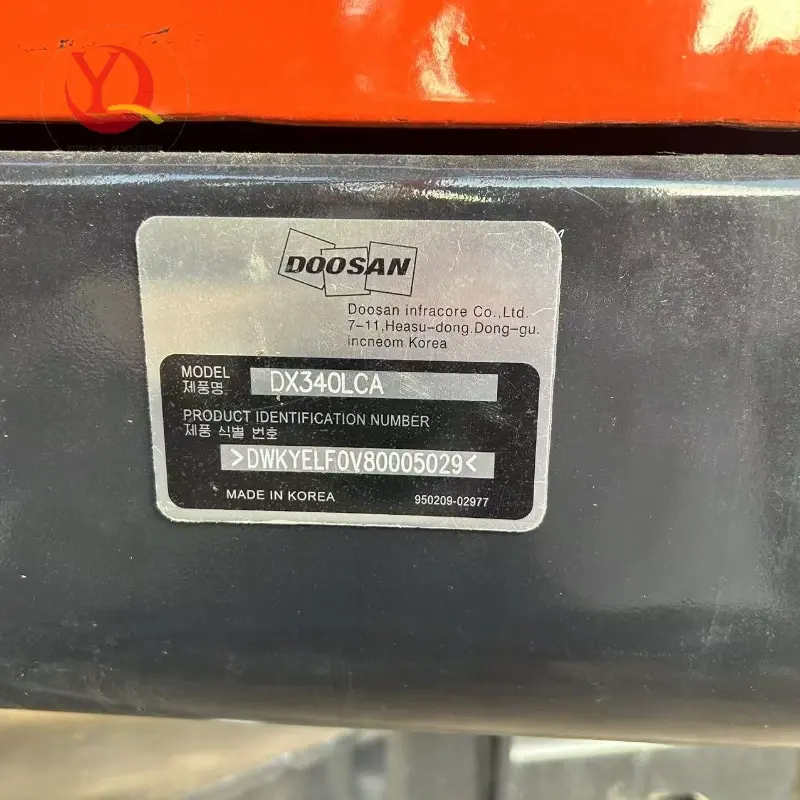 YQ
DOOSAN
Doosan infracore Co.,Ltd.
7-11,Heasu-dong.Dong-gu.
incneom Korea
MODEL
제품명
DX340LCA
PRODUCT IDENTIFICATION NUMBER
제품 식별 번호
>DWKYELF0V80005029<
MADE IN KOREA
950209-02977